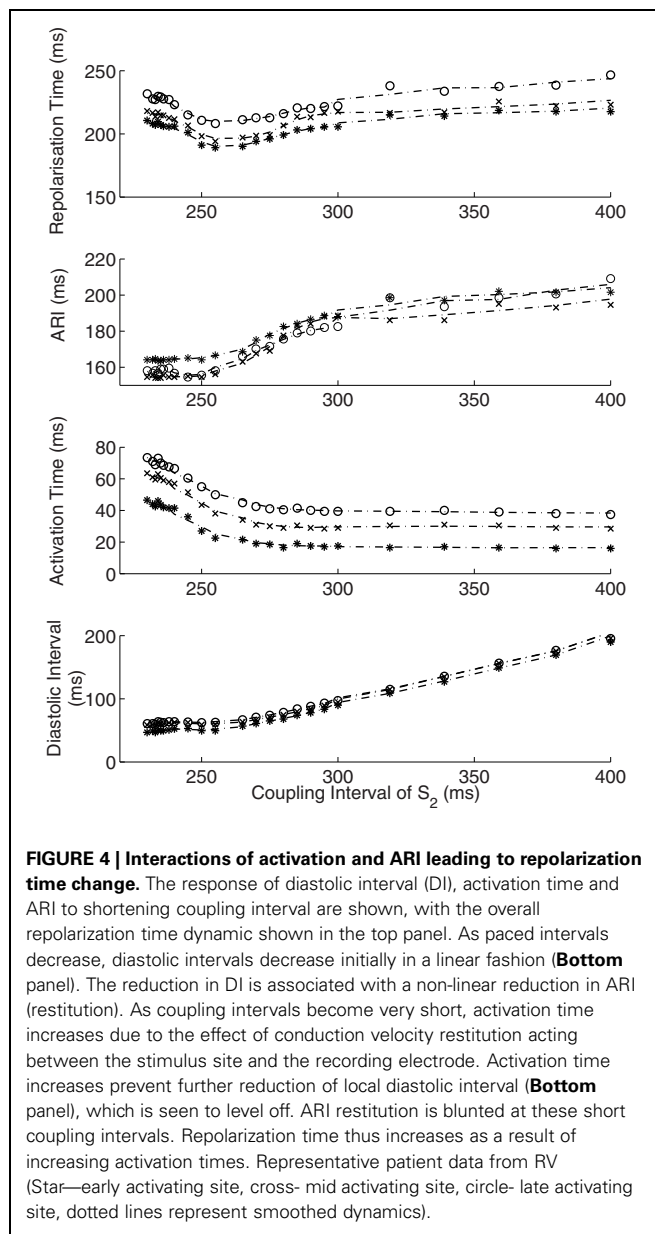 Repolarisation Time (ms)
250
200
150
250
300
350
400
ARI (ms)
220
200
180
160
250
300
350
400
Activation Time (ms)
80
60
40
20
0
250
300
350
400
Diastolic Interval
(ms)
200
100
0
250
300
350
400
Coupling Interval of S2 (ms)
FIGURE 4 | Interactions of activation and ARI leading to repolarization
time change. The response of diastolic interval (DI), activation time and
ARI to shortening coupling interval are shown, with the overall
repolarization time dynamic shown in the top panel. As paced intervals
decrease, diastolic intervals decrease initially in a linear fashion (Bottom
panel). The reduction in DI is associated with a non-linear reduction in ARI
(restitution). As coupling intervals become very short, activation time
increases due to the effect of conduction velocity restitution acting
between the stimulus site and the recording electrode. Activation time
increases prevent further reduction of local diastolic interval (Bottom
panel), which is seen to level off. ARI restitution is blunted at these short
coupling intervals. Repolarization time thus increases as a result of
increasing activation times. Representative patient data from RV
(Star—early activating site, cross- mid activating site, circle- late activating
site, dotted lines represent smoothed dynamics).